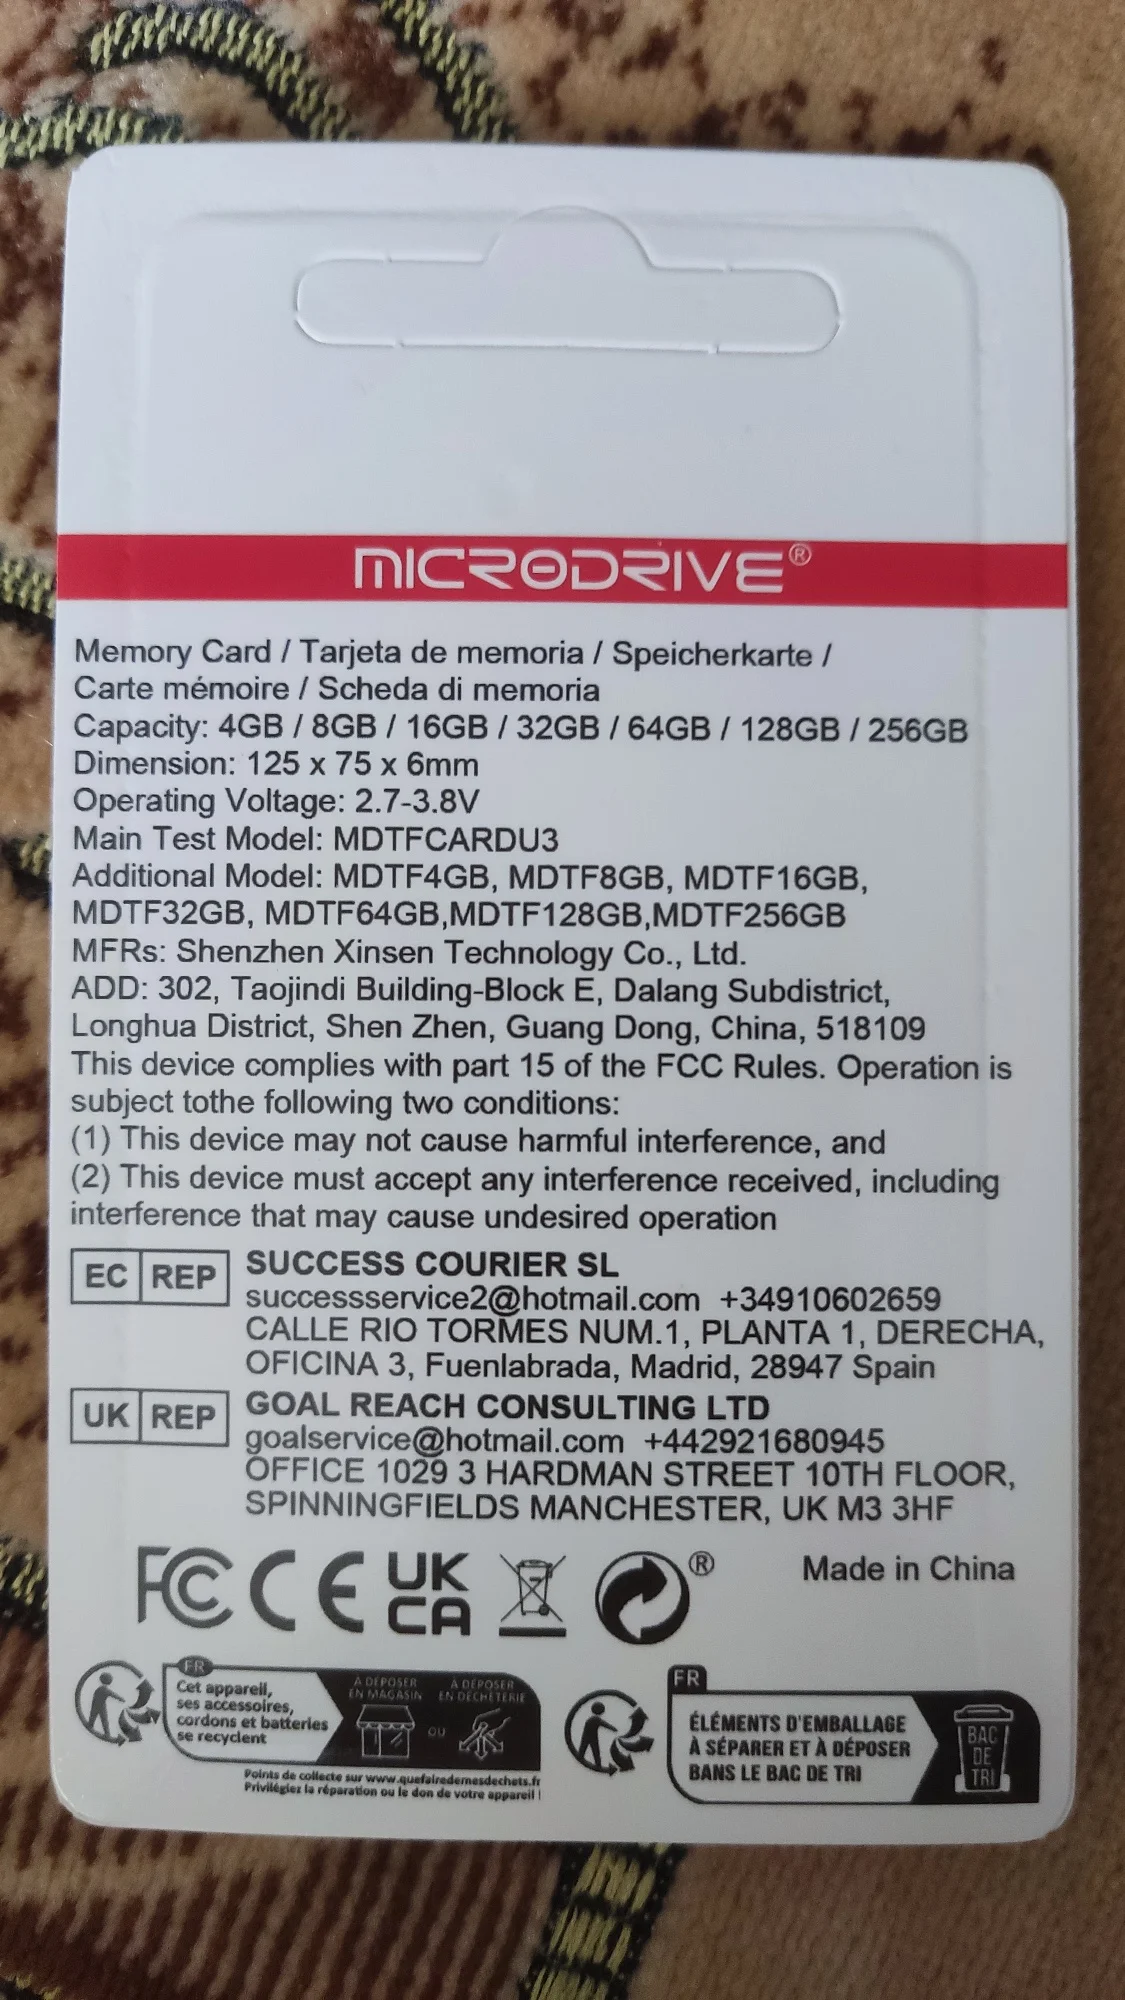 MICRODRIVE®
Memory Card / Tarjeta de memoria / Speicherkarte /
Carte mémoire / Scheda di memoria
Capacity: 4GB / 8GB / 16GB / 32GB / 64GB / 128GB / 256GB
Dimension: 125 x 75 x 6mm
Operating Voltage: 2.7-3.8V
Main Test Model: MDTFCARDU3
Additional Model: MDTF4GB, MDTF8GB, MDTF16GB,
MDTF32GB, MDTF64GB,MDTF128GB,MDTF256GB
MFRs: Shenzhen Xinsen Technology Co., Ltd.
ADD: 302, Taojindi Building-Block E, Dalang Subdistrict,
Longhua District, Shen Zhen, Guang Dong, China, 518109
This device complies with part 15 of the FCC Rules. Operation is
subject tothe following two conditions:
(1) This device may not cause harmful interference, and
(2) This device must accept any interference received, including
interference that may cause undesired operation
EC REP
SUCCESS COURIER SL
successservice2@hotmail.com +34910602659
CALLE RIO TORMES NUM.1, PLANTA 1, DERECHA,
OFICINA 3, Fuenlabrada, Madrid, 28947 Spain
UK REP
GOAL REACH CONSULTING LTD
goalservice@hotmail.com +442921680945
OFFICE 1029 3 HARDMAN STREET 10TH FLOOR,
SPINNINGFIELDS MANCHESTER, UK M3 3HF
FC CE UK
CA
®
Made in China
FR
Cet appareil,
ses accessoires,
cordons et batteries
se recyclent
À DÉPOSER
EN MAGASIN
OU
À DÉPOSER
EN DÉCHÈTERIE
Points de collecte sur www.quefairedemesdechets.fr
Privilégiez la réparation ou le don de votre appareil !
FR
ÉLÉMENTS D'EMBALLAGE
À SÉPARER ET À DÉPOSER
BANS LE BAC DE TRI
BAC
DE
TRI